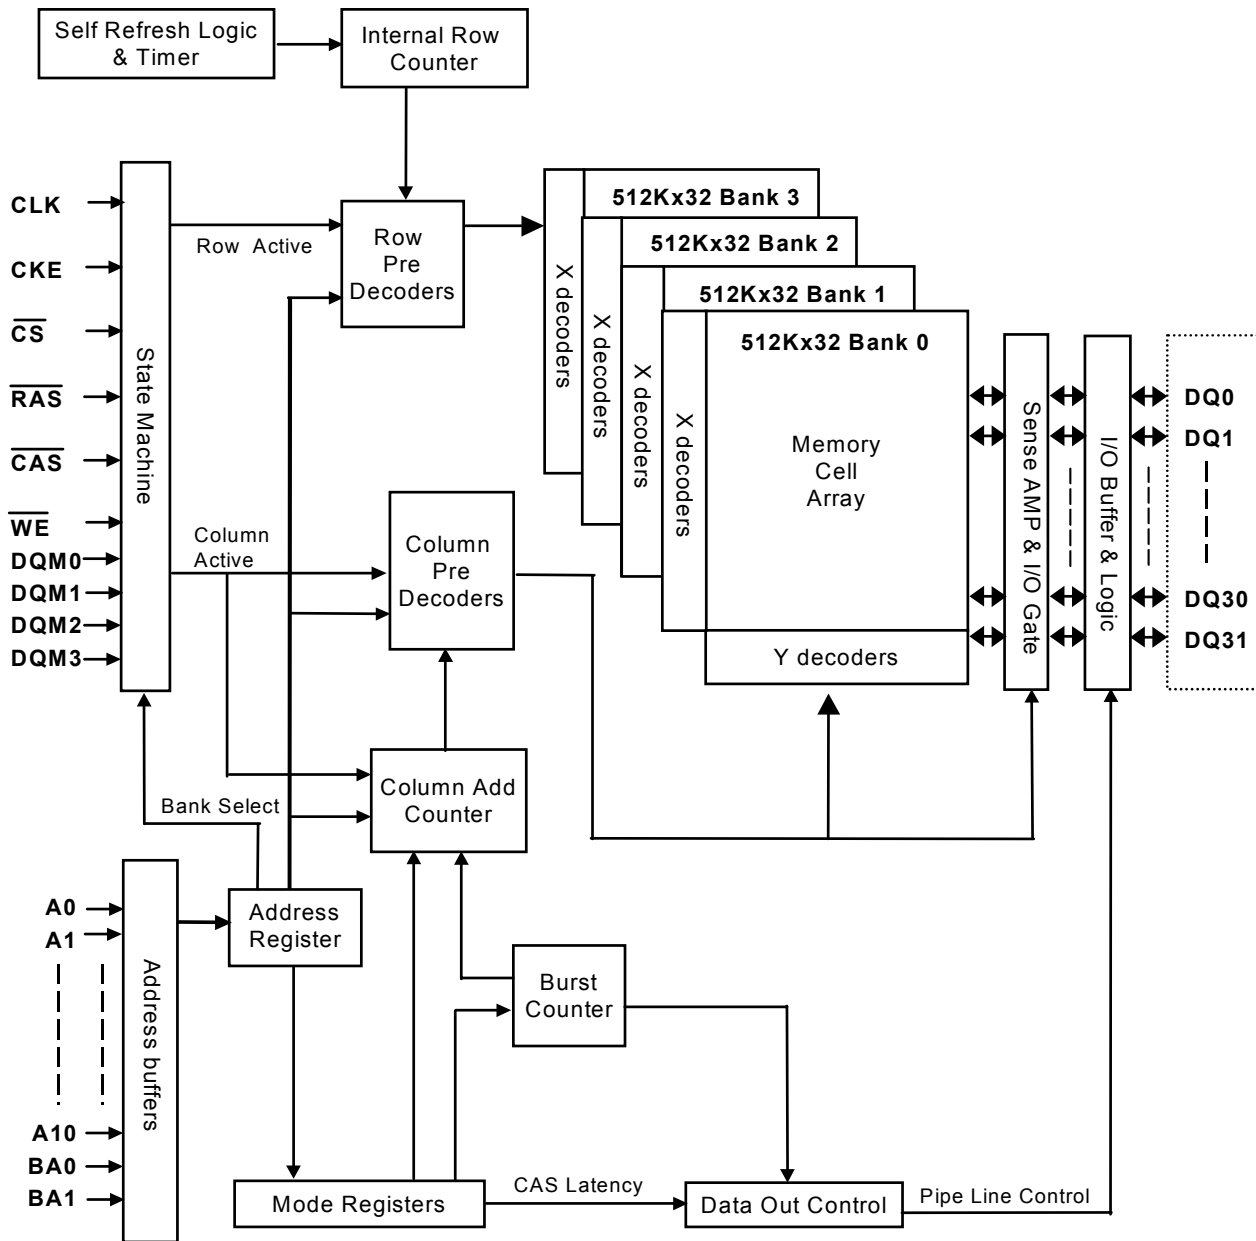 Self Refresh Logic
& Timer
Internal Row
Counter
CLK
CKE
CS
RAS
CAS
WE
DQM0
DQM1
DQM2
DQM3
State Machine
Row Active
Row
Pre
Decoders
X decoders
512Kx32 Bank 3
X decoders
512Kx32 Bank 2
X decoders
512Kx32 Bank 1
X decoders
512Kx32 Bank 0
Memory
Cell
Array
Y decoders
Sense AMP & I/O Gate
I/O Buffer & Logic
DQ0
DQ1
DQ30
DQ31
Column
Active
Column
Pre
Decoders
Column Add
Counter
Bank Select
A0
A1
A10
BA0
BA1
Address buffers
Address
Register
Burst
Counter
Mode Registers
CAS Latency
Data Out Control
Pipe Line Control